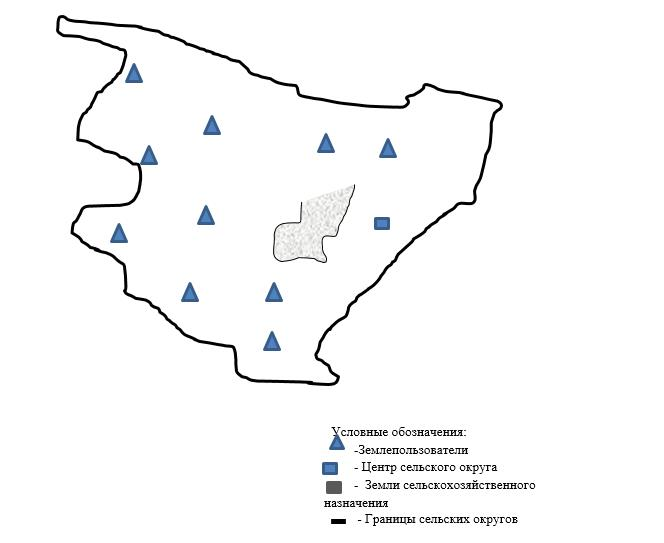 Условные обозначения:
-Землепользователи
- Центр сельского округа
- Земли сельскохозяйственного
назначения
- Границы сельских округов